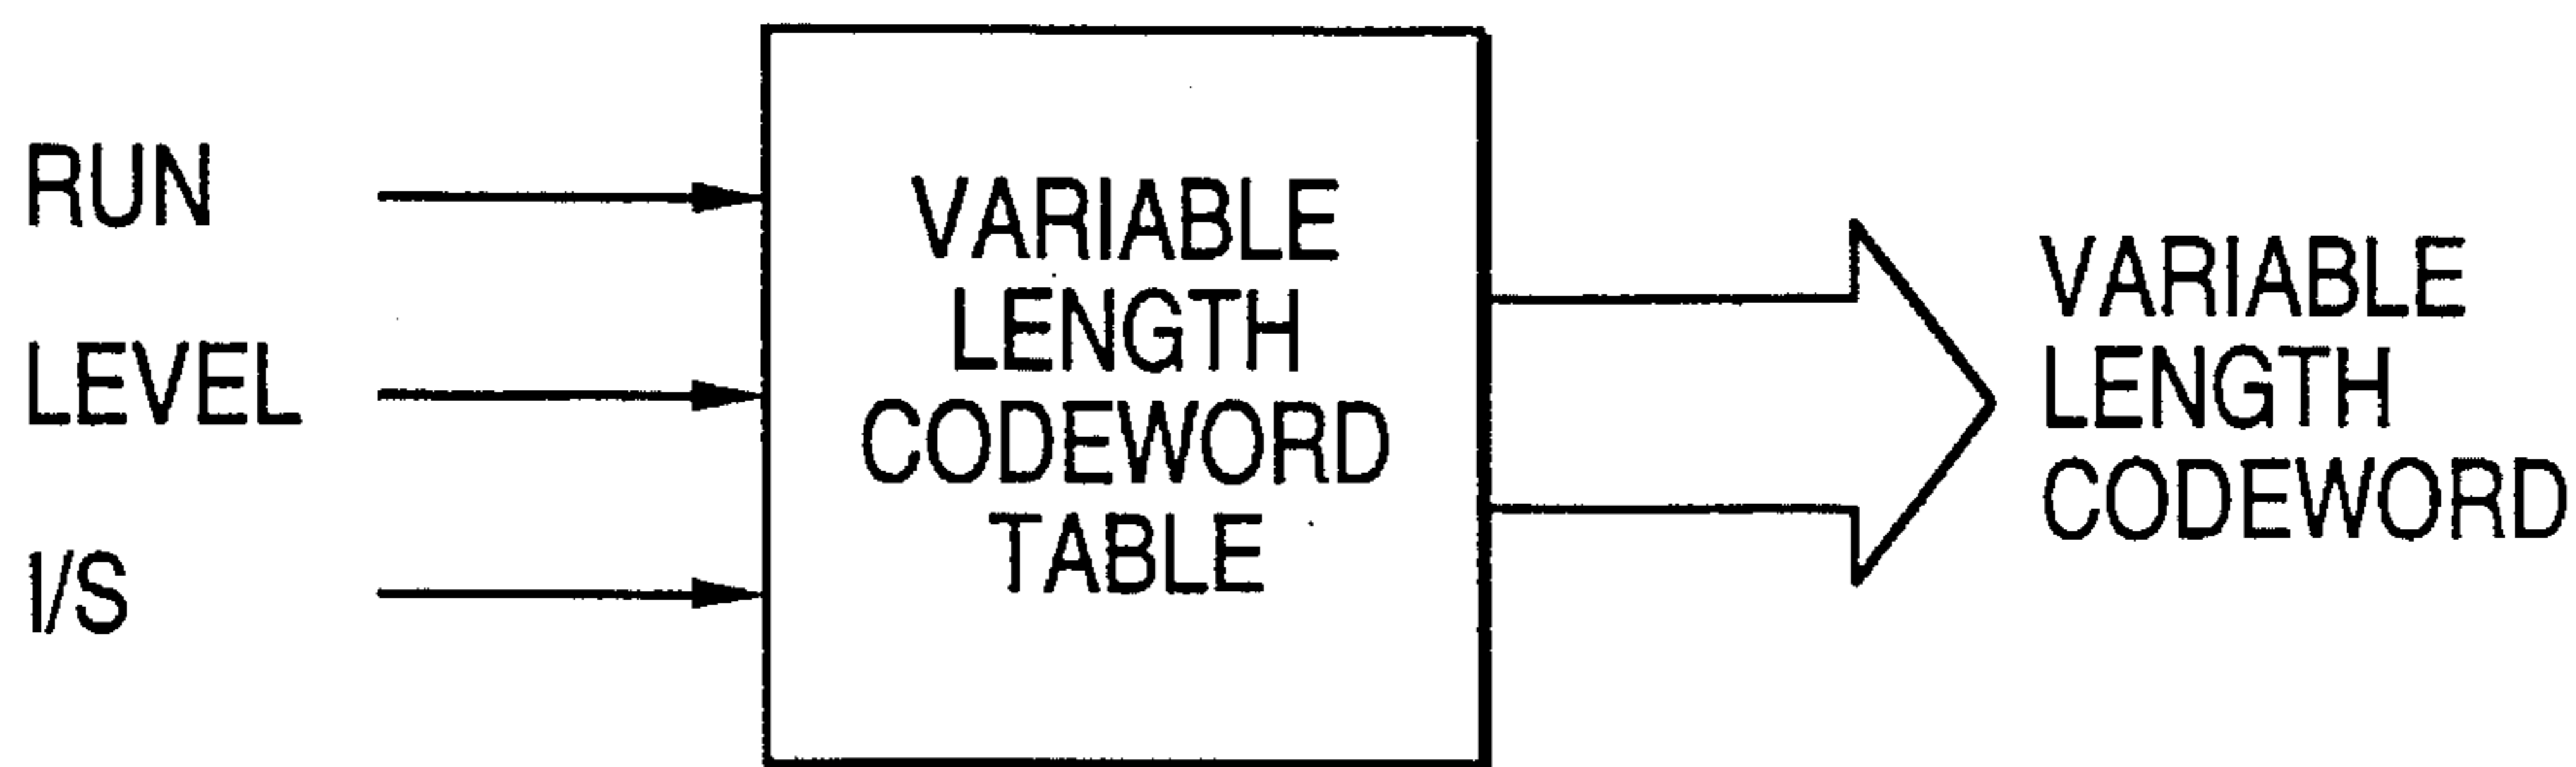 RUN
LEVEL
I/S
VARIABLE
LENGTH
CODEWORD
TABLE
VARIABLE
LENGTH
CODEWORD